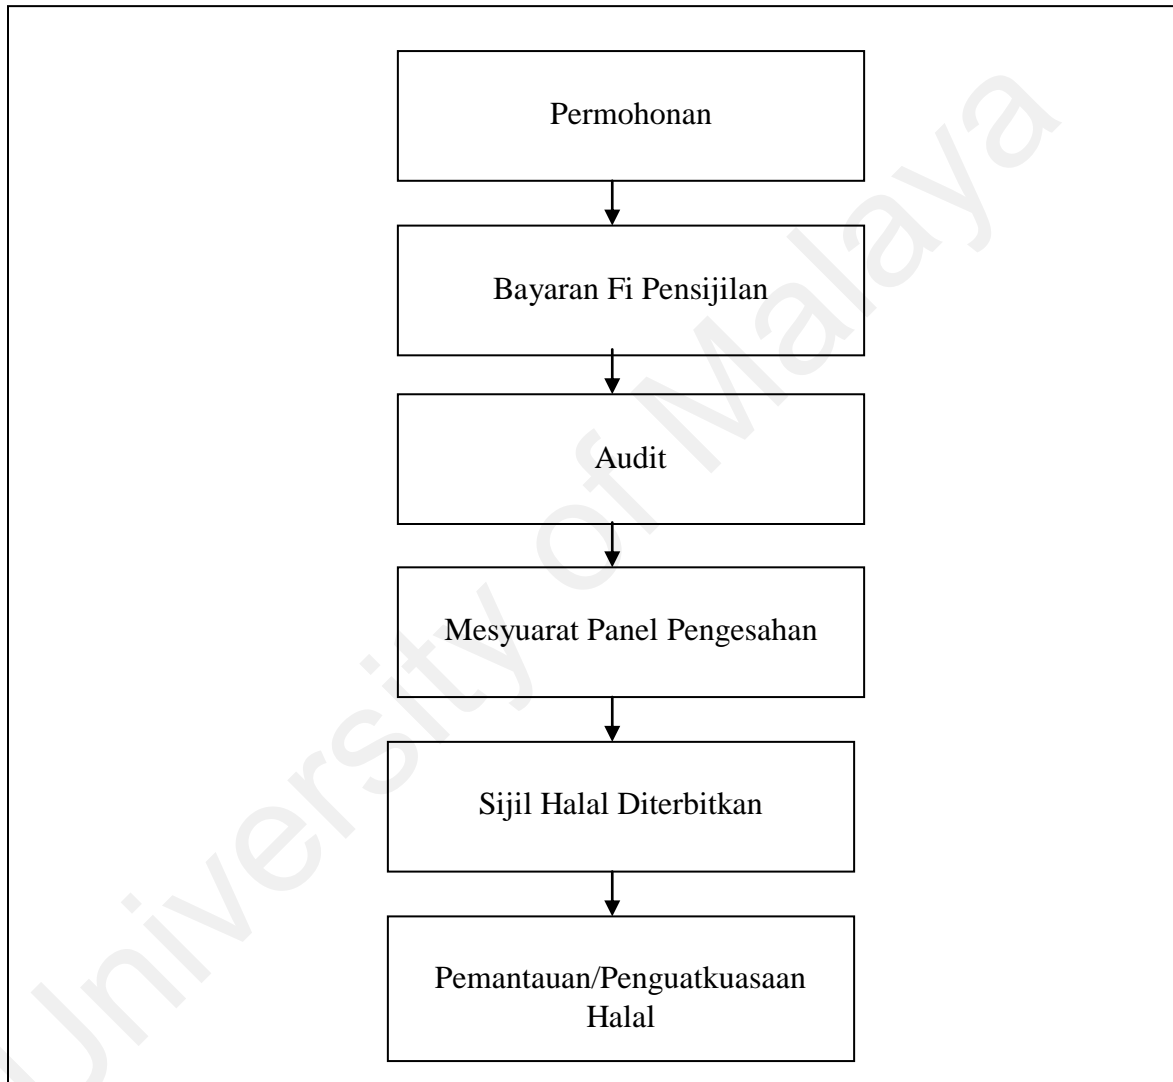 Permohonan
Bayaran Fi Pensijilan
Audit
Mesyuarat Panel Pengesahan
Sijil Halal Diterbitkan
Pemantauan/Penguatkuasaan
Halal
University of Malaya